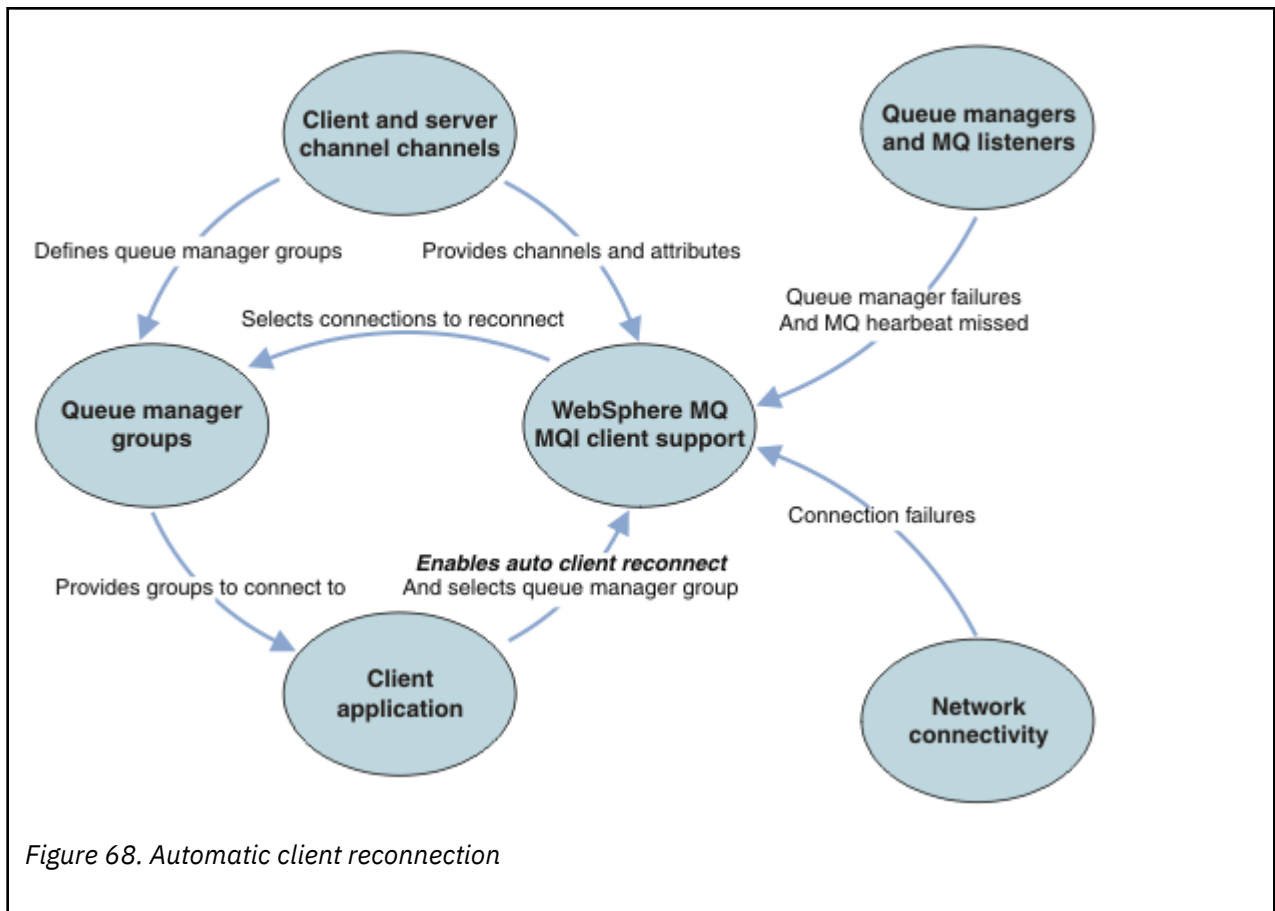 Client and server
channel channels
Queue managers
and MQ listeners
Defines queue manager groups
Provides channels and attributes
Queue manager failures
And MQ hearbeat missed
Selects connections to reconnect
Queue manager
groups
WebSphere MQ
MQI client support
Connection failures
Enables auto client reconnect
And selects queue manager group
Provides groups to connect to
Client
application
Network
connectivity
Figure 68. Automatic client reconnection